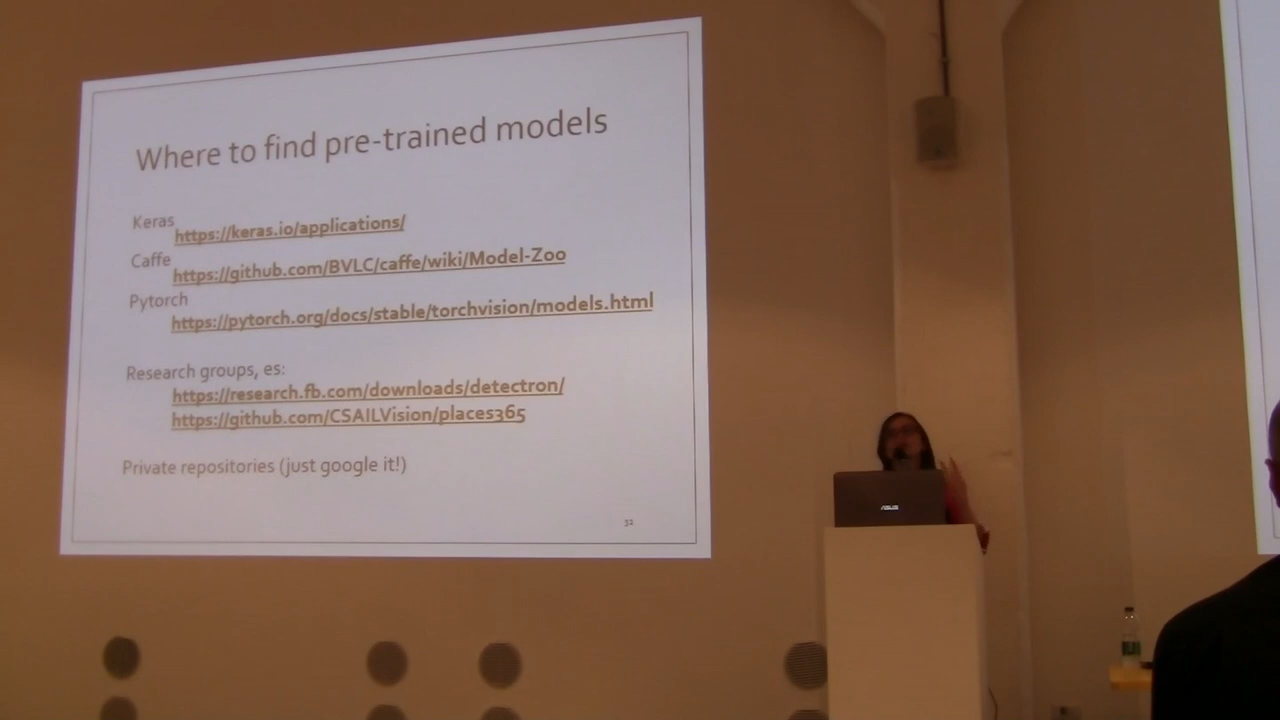 Where to find pre-trained models
Keras
https://keras.io/applications/
Caffe
https://github.com/BVLC/caffe/wiki/Model-Zoo
Pytorch
https://pytorch.org/docs/stable/torchvision/models.html
Research groups, es:
https://research.fb.com/downloads/detectron/
https://github.com/CSAILVision/places365
Private repositories (just google it!)
32
ASUS